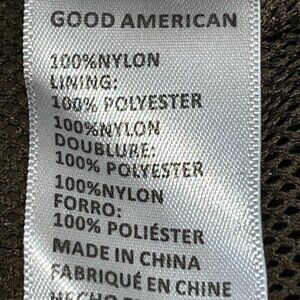 GOOD AMERICAN
100%NYLON
LINING:
100% POLYESTER
100%NYLON
DOUBLURE:
100% POLYESTER
100%NYLON
FORRO:
100% POLIÉSTER
MADE IN CHINA
FABRIQUÉ EN CHINE
HECHO